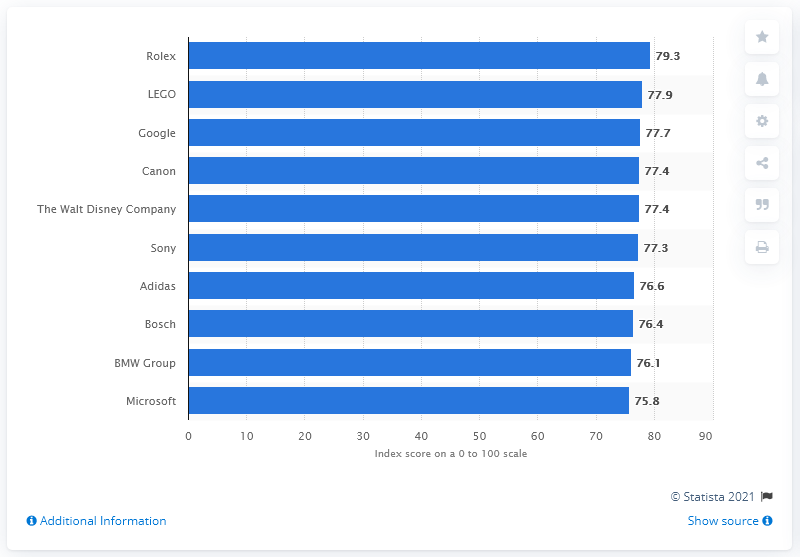 Rolex 79.3
LEGO 77.9
Google 77.7
Canon 77.4
The Walt Disney Company 77.4
Sony 77.3
Adidas 76.6
Bosch 76.4
BMW Group 76.1
Microsoft 75.8
0 10 20 30 40 50 60 70 80 90
Index score on a 0 to 100 scale
© Statista 2021
Additional Information Show source